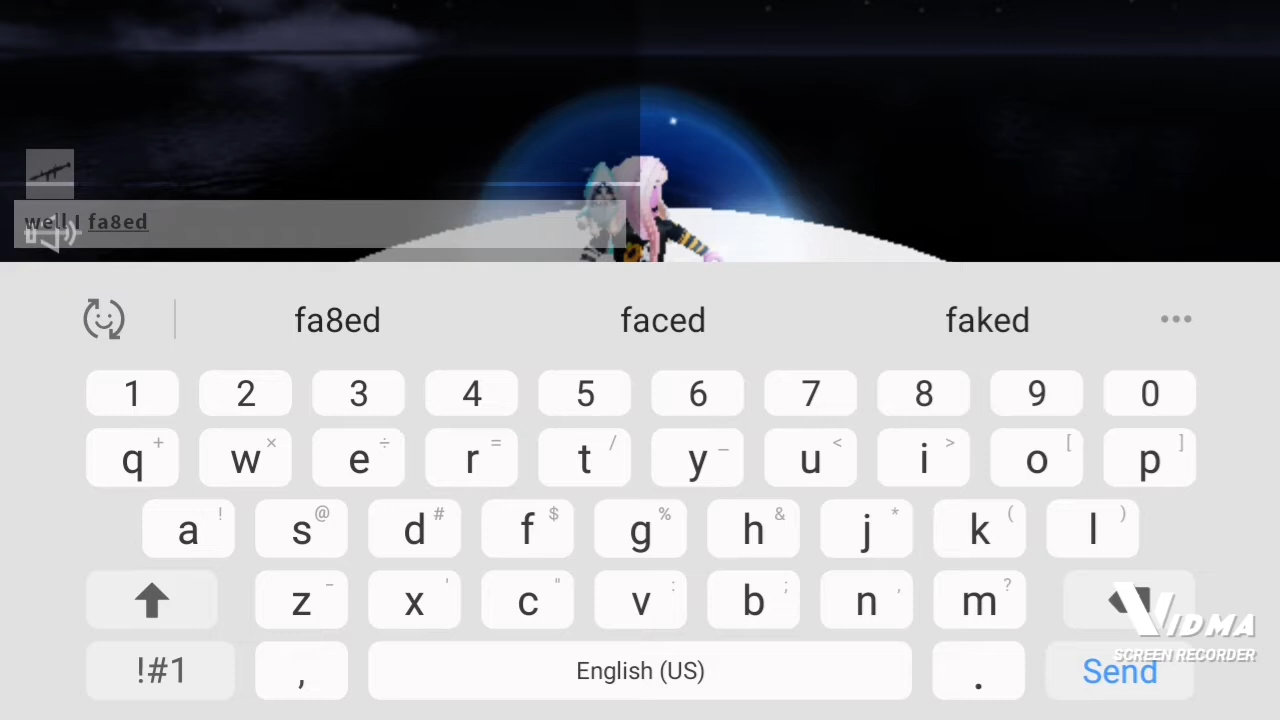 well I fa8ed
fa8ed faced faked
1 2 3 4 5 6 7 8 9 0
q + w × e ÷ r = t / y _ u < i > o [ p ]
a ! s @ d # f $ g % h & j * k ( l )
z - x ' c " v : b ; n , m ?
!#1 , English (US) . Send
VIDMA
SCREEN RECORDER